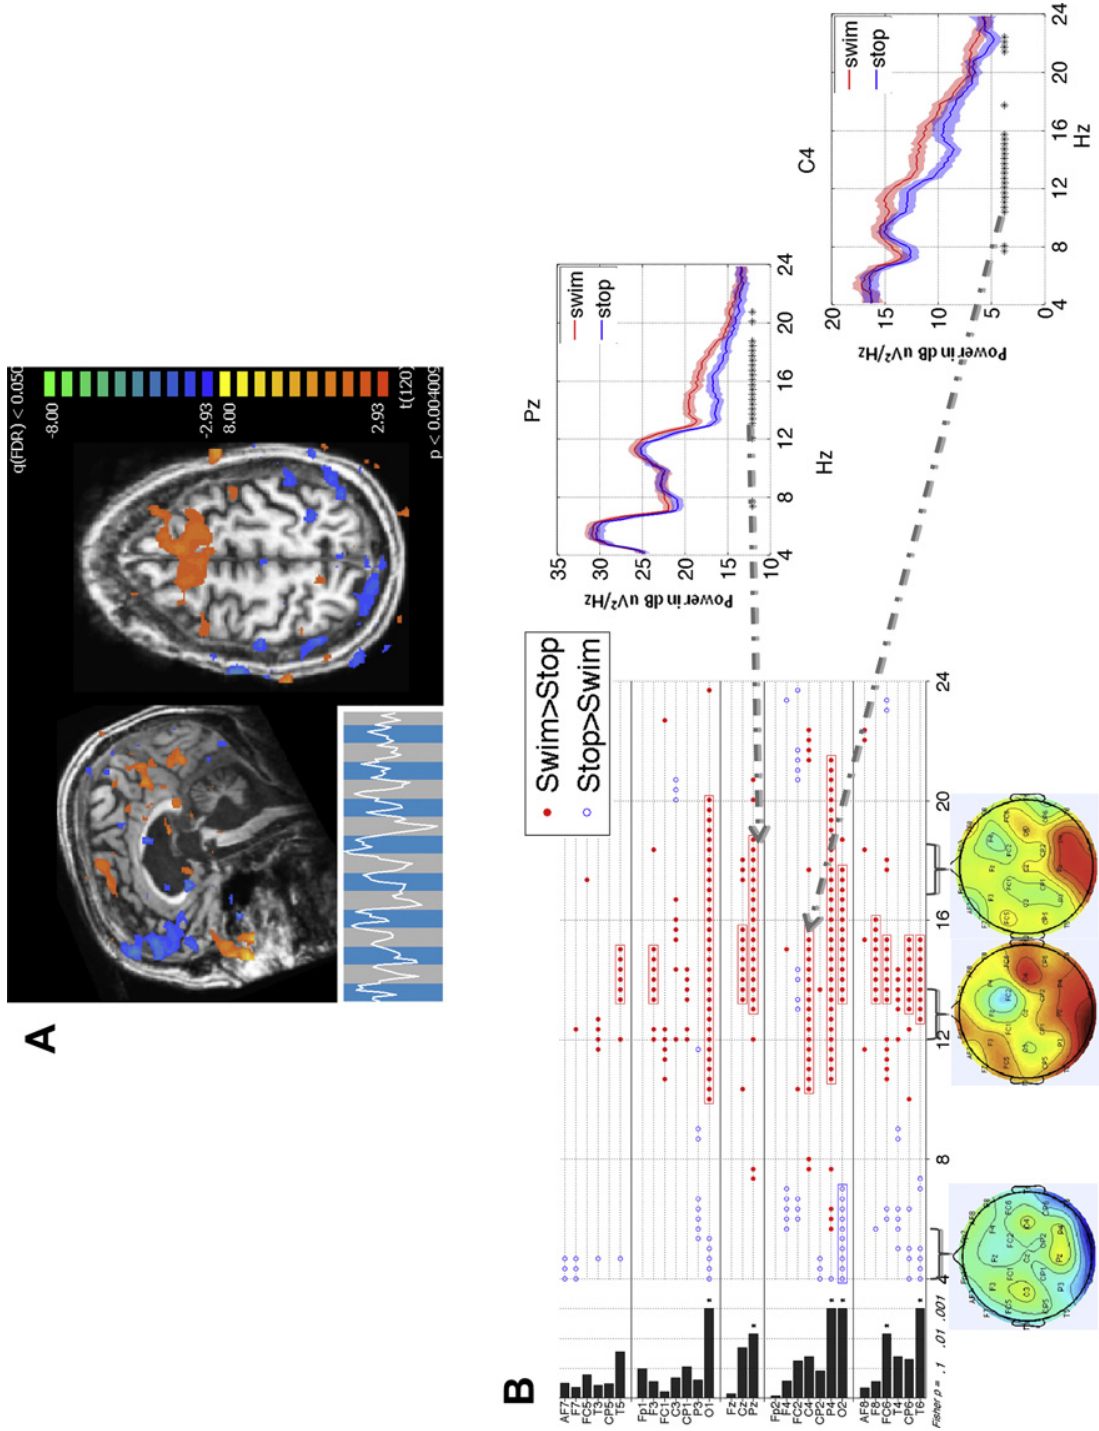 A
q(FDR) < 0.050
-8.00
-2.93
8.00
2.93
t(120)
p < 0.004005
B
Swim>Stop
Stop>Swim
AF7
F7
FC5
T3
CP5
T5
Fp1
F3
FC1
C3
CP1
P3
O1
Fz
Cz
Pz
Fp2
F4
FC2
C4
CP2
P4
O2
AF8
F8
FC6
T4
CP6
T6
Fisher p = .1 .01 .001
4 8 12 16 20 24
Pz
swim
stop
Power in dB uV²/Hz
35
30
25
20
15
10
4 8 12 16 20 24
Hz
C4
swim
stop
Power in dB uV²/Hz
20
15
10
5
0
4 8 12 16 20 24
Hz